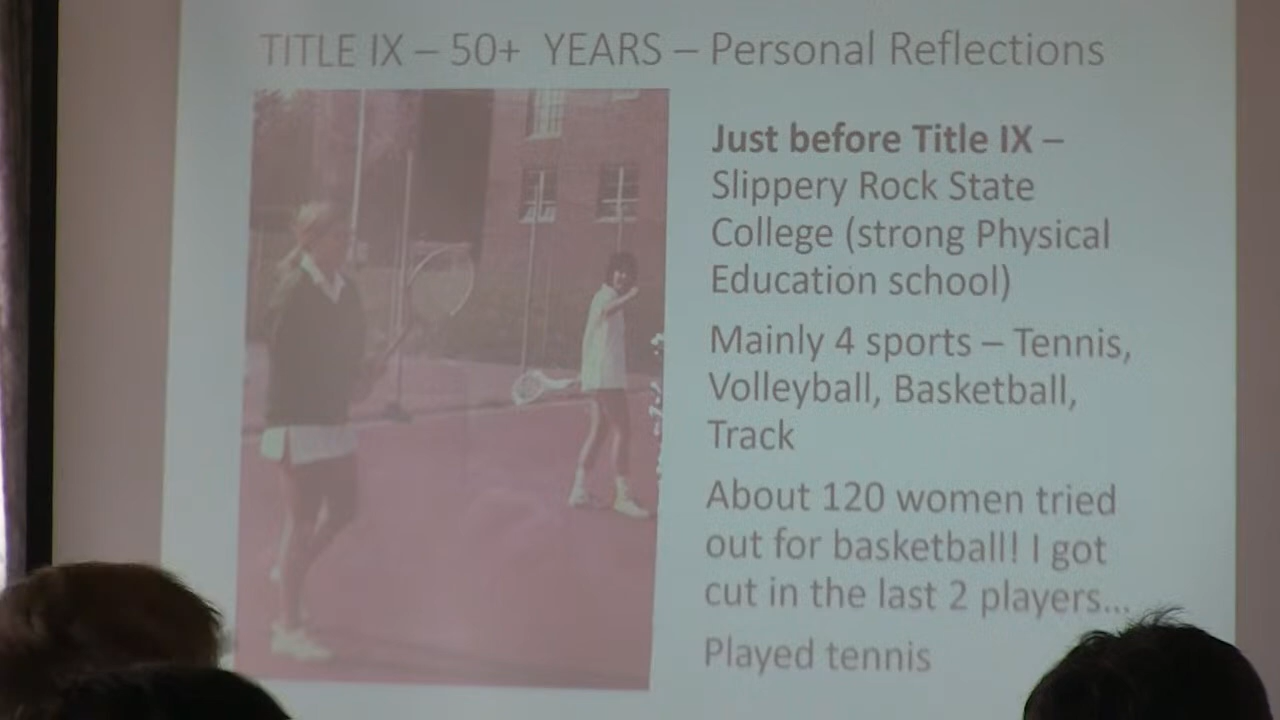 TITLE IX – 50+ YEARS – Personal Reflections
Just before Title IX –
Slippery Rock State
College (strong Physical
Education school)
Mainly 4 sports – Tennis,
Volleyball, Basketball,
Track
About 120 women tried
out for basketball! I got
cut in the last 2 players...
Played tennis